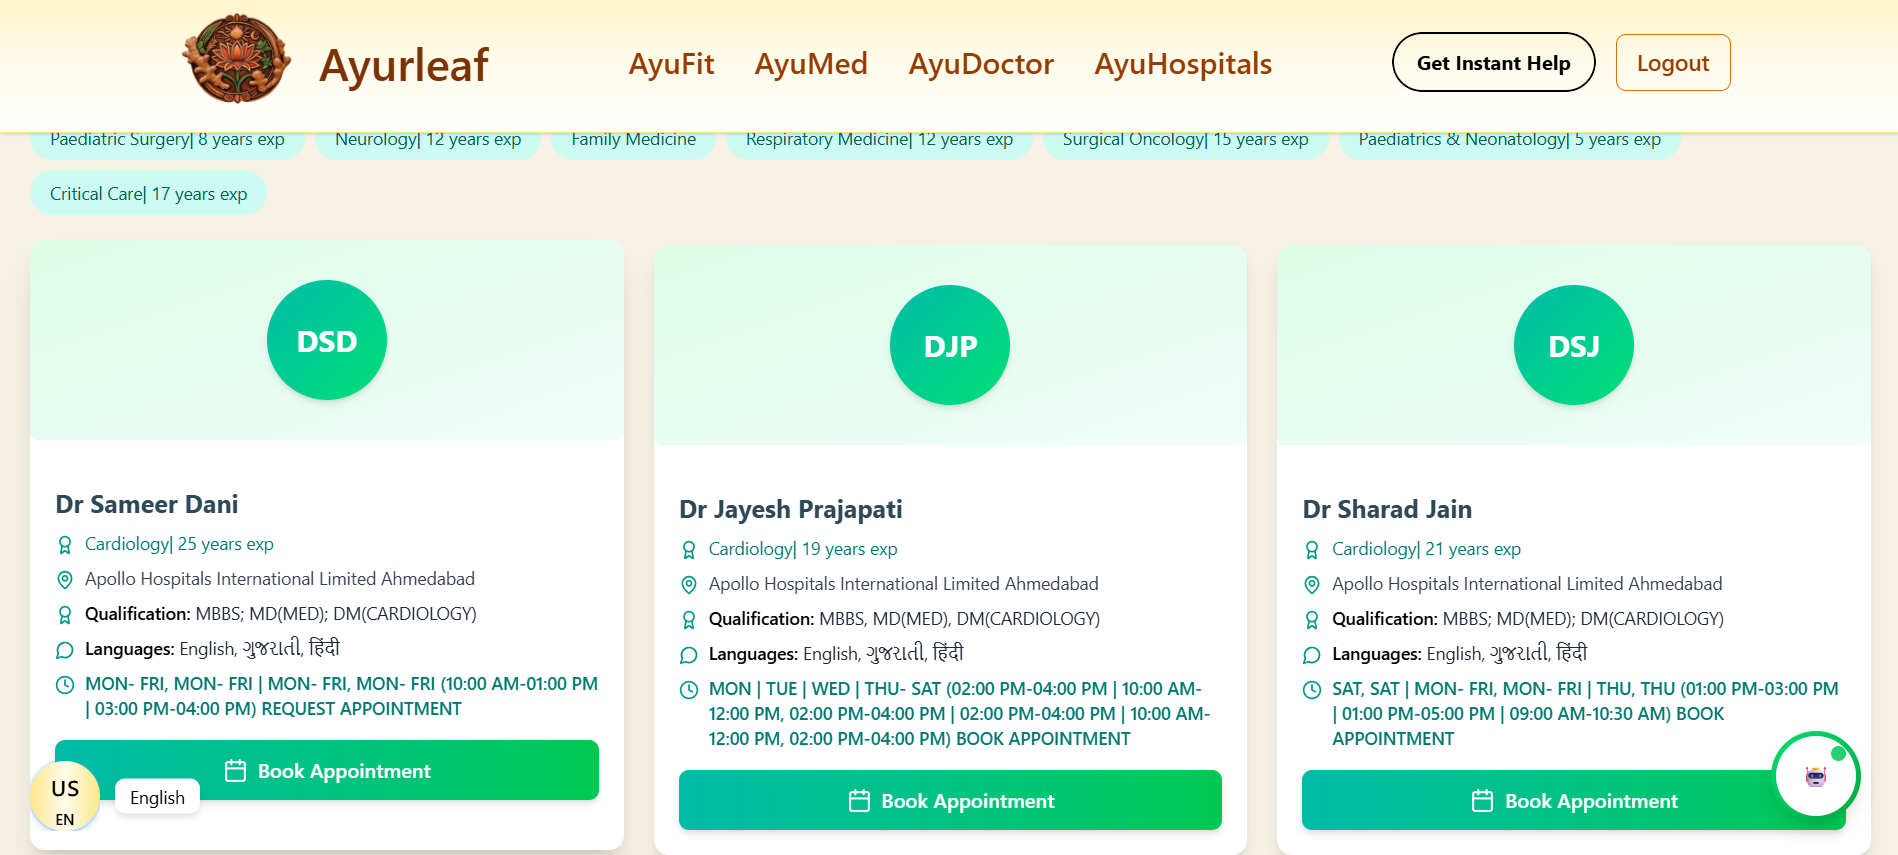 Ayurleaf
AyuFit
AyuMed
AyuDoctor
AyuHospitals
Get Instant Help
Logout
Paediatric Surgery| 8 years exp
Neurology| 12 years exp
Family Medicine
Respiratory Medicine| 12 years exp
Surgical Oncology| 15 years exp
Paediatrics & Neonatology| 5 years exp
Critical Care| 17 years exp
DSD
Dr Sameer Dani
Cardiology| 25 years exp
Apollo Hospitals International Limited Ahmedabad
Qualification: MBBS; MD(MED); DM(CARDIOLOGY)
Languages: English, ગુજરાતી, हिंदी
MON- FRI, MON- FRI | MON- FRI, MON- FRI (10:00 AM-01:00 PM
| 03:00 PM-04:00 PM) REQUEST APPOINTMENT
Book Appointment
DJP
Dr Jayesh Prajapati
Cardiology| 19 years exp
Apollo Hospitals International Limited Ahmedabad
Qualification: MBBS, MD(MED), DM(CARDIOLOGY)
Languages: English, ગુજરાતી, हिंदी
MON | TUE | WED | THU- SAT (02:00 PM-04:00 PM | 10:00 AM-
12:00 PM, 02:00 PM-04:00 PM | 02:00 PM-04:00 PM | 10:00 AM-
12:00 PM, 02:00 PM-04:00 PM) BOOK APPOINTMENT
Book Appointment
DSJ
Dr Sharad Jain
Cardiology| 21 years exp
Apollo Hospitals International Limited Ahmedabad
Qualification: MBBS; MD(MED); DM(CARDIOLOGY)
Languages: English, ગુજરાતી, हिंदी
SAT, SAT | MON- FRI, MON- FRI | THU, THU (01:00 PM-03:00 PM
| 01:00 PM-05:00 PM | 09:00 AM-10:30 AM) BOOK
APPOINTMENT
Book Appointment
US
EN
English